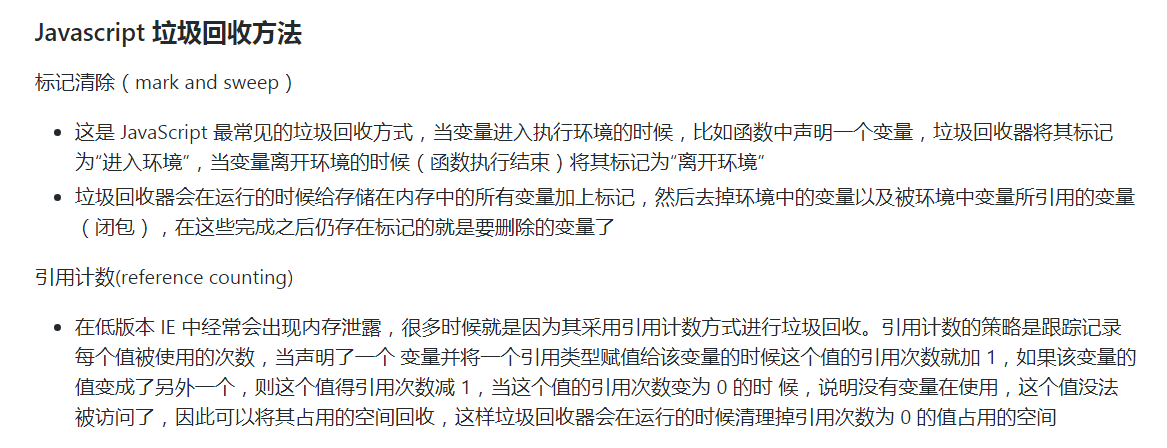 Javascript 垃圾回收方法
标记清除（mark and sweep）
• 这是 JavaScript 最常见的垃圾回收方式，当变量进入执行环境的时候，比如函数中声明一个变量，垃圾回收器将其标记
为“进入环境”，当变量离开环境的时候（函数执行结束）将其标记为“离开环境”
• 垃圾回收器会在运行的时候给存储在内存中的所有变量加上标记，然后去掉环境中的变量以及被环境中变量所引用的变量
（闭包），在这些完成之后仍存在标记的就是要删除的变量了
引用计数(reference counting)
• 在低版本 IE 中经常会出现内存泄露，很多时候就是因为其采用引用计数方式进行垃圾回收。引用计数的策略是跟踪记录
每个值被使用的次数，当声明了一个 变量并将一个引用类型赋值给该变量的时候这个值的引用次数就加 1，如果该变量的
值变成了另外一个，则这个值得引用次数减 1，当这个值的引用次数变为 0 的时 候，说明没有变量在使用，这个值没法
被访问了，因此可以将其占用的空间回收，这样垃圾回收器会在运行的时候清理掉引用次数为 0 的值占用的空间